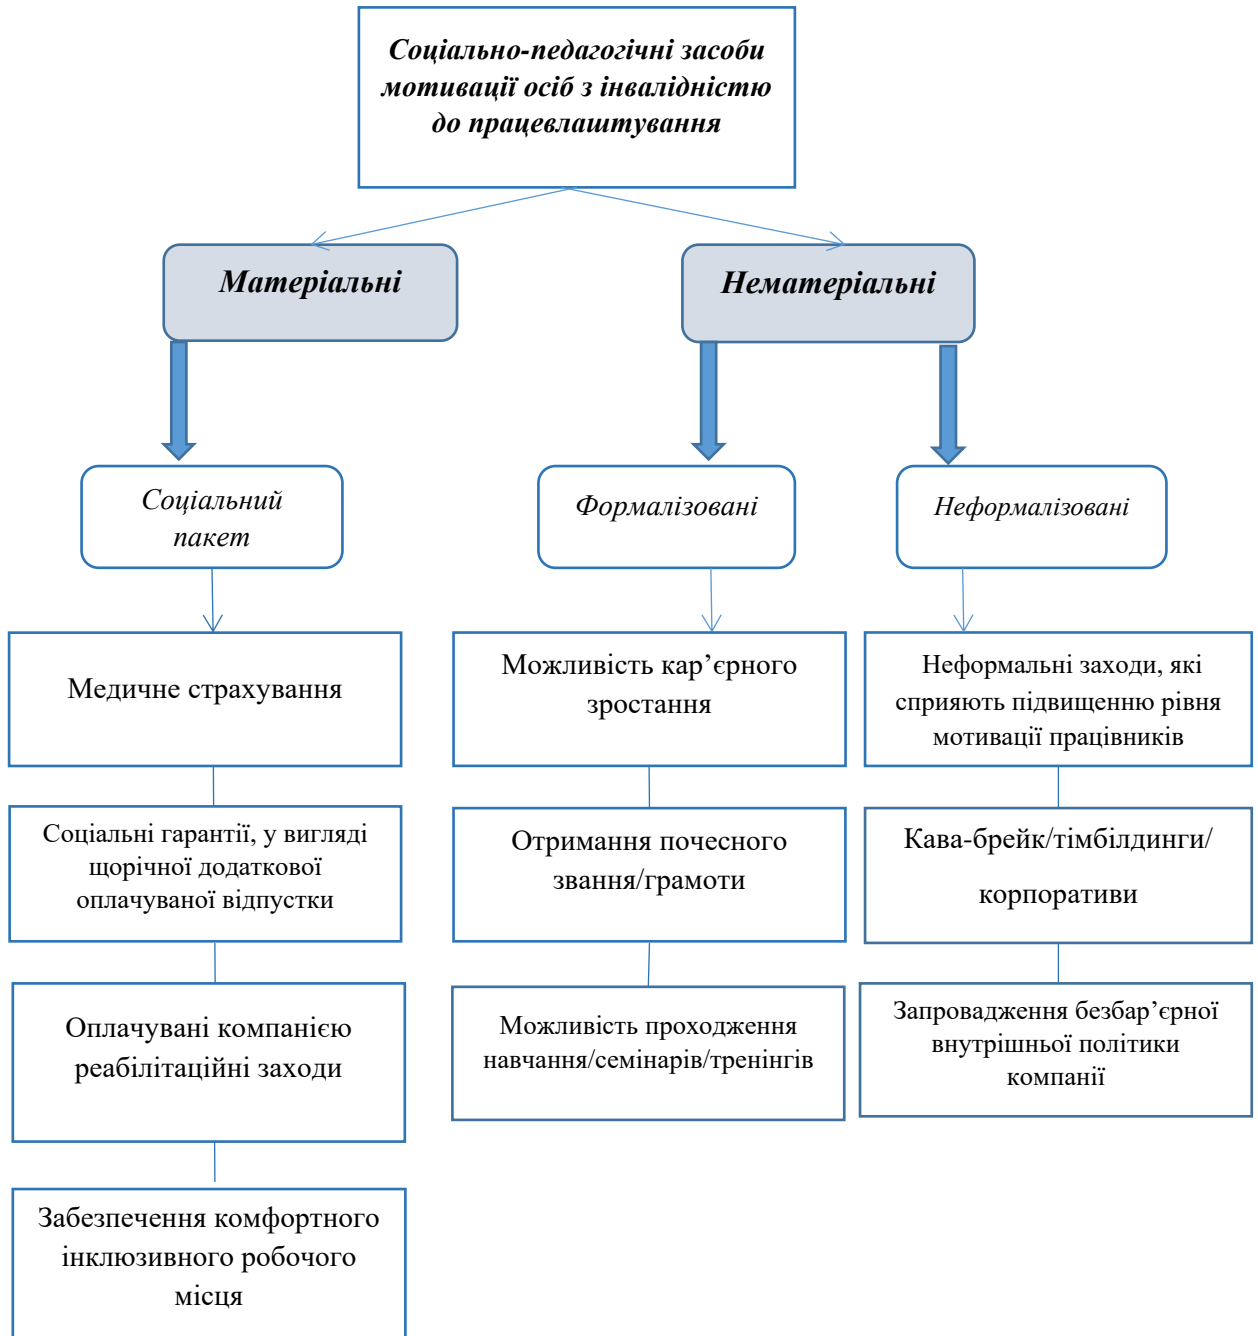 Соціально-педагогічні засоби
мотивації осіб з інвалідністю
до працевлаштування
Матеріальні
Нематеріальні
Соціальний
пакет
Формалізовані
Неформалізовані
Медичне страхування
Можливість кар’єрного
зростання
Неформальні заходи, які
сприяють підвищенню рівня
мотивації працівників
Соціальні гарантії, у вигляді
щорічної додаткової
оплачуваної відпустки
Отримання почесного
звання/грамоти
Кава-брейк/тімбілдинги/
корпоративи
Оплачувані компанією
реабілітаційні заходи
Можливість проходження
навчання/семінарів/тренінгів
Запровадження безбар’єрної
внутрішньої політики
компанії
Забезпечення комфортного
інклюзивного робочого
місця